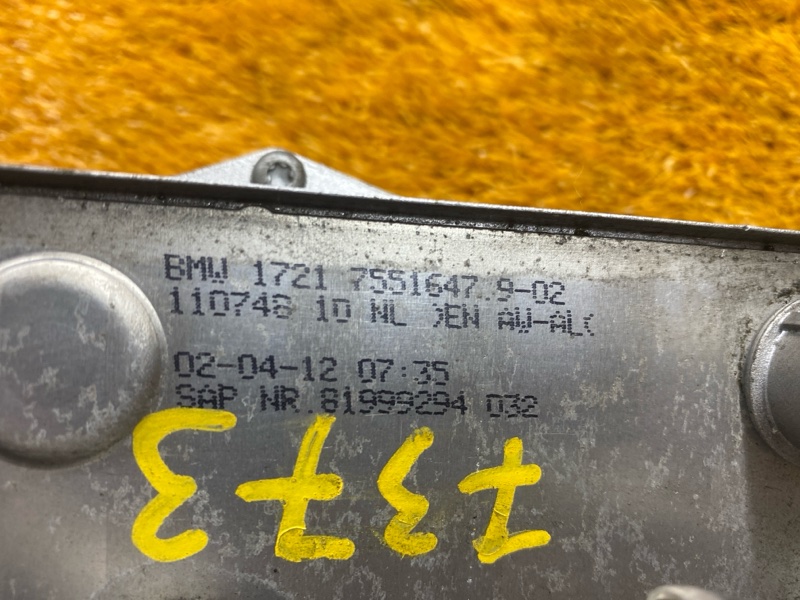 BMW 1721 7551647.9-02
110748 10 NL >EN AW-AL<
02-04-12 07:35
SAP NR.81999294 032
7373